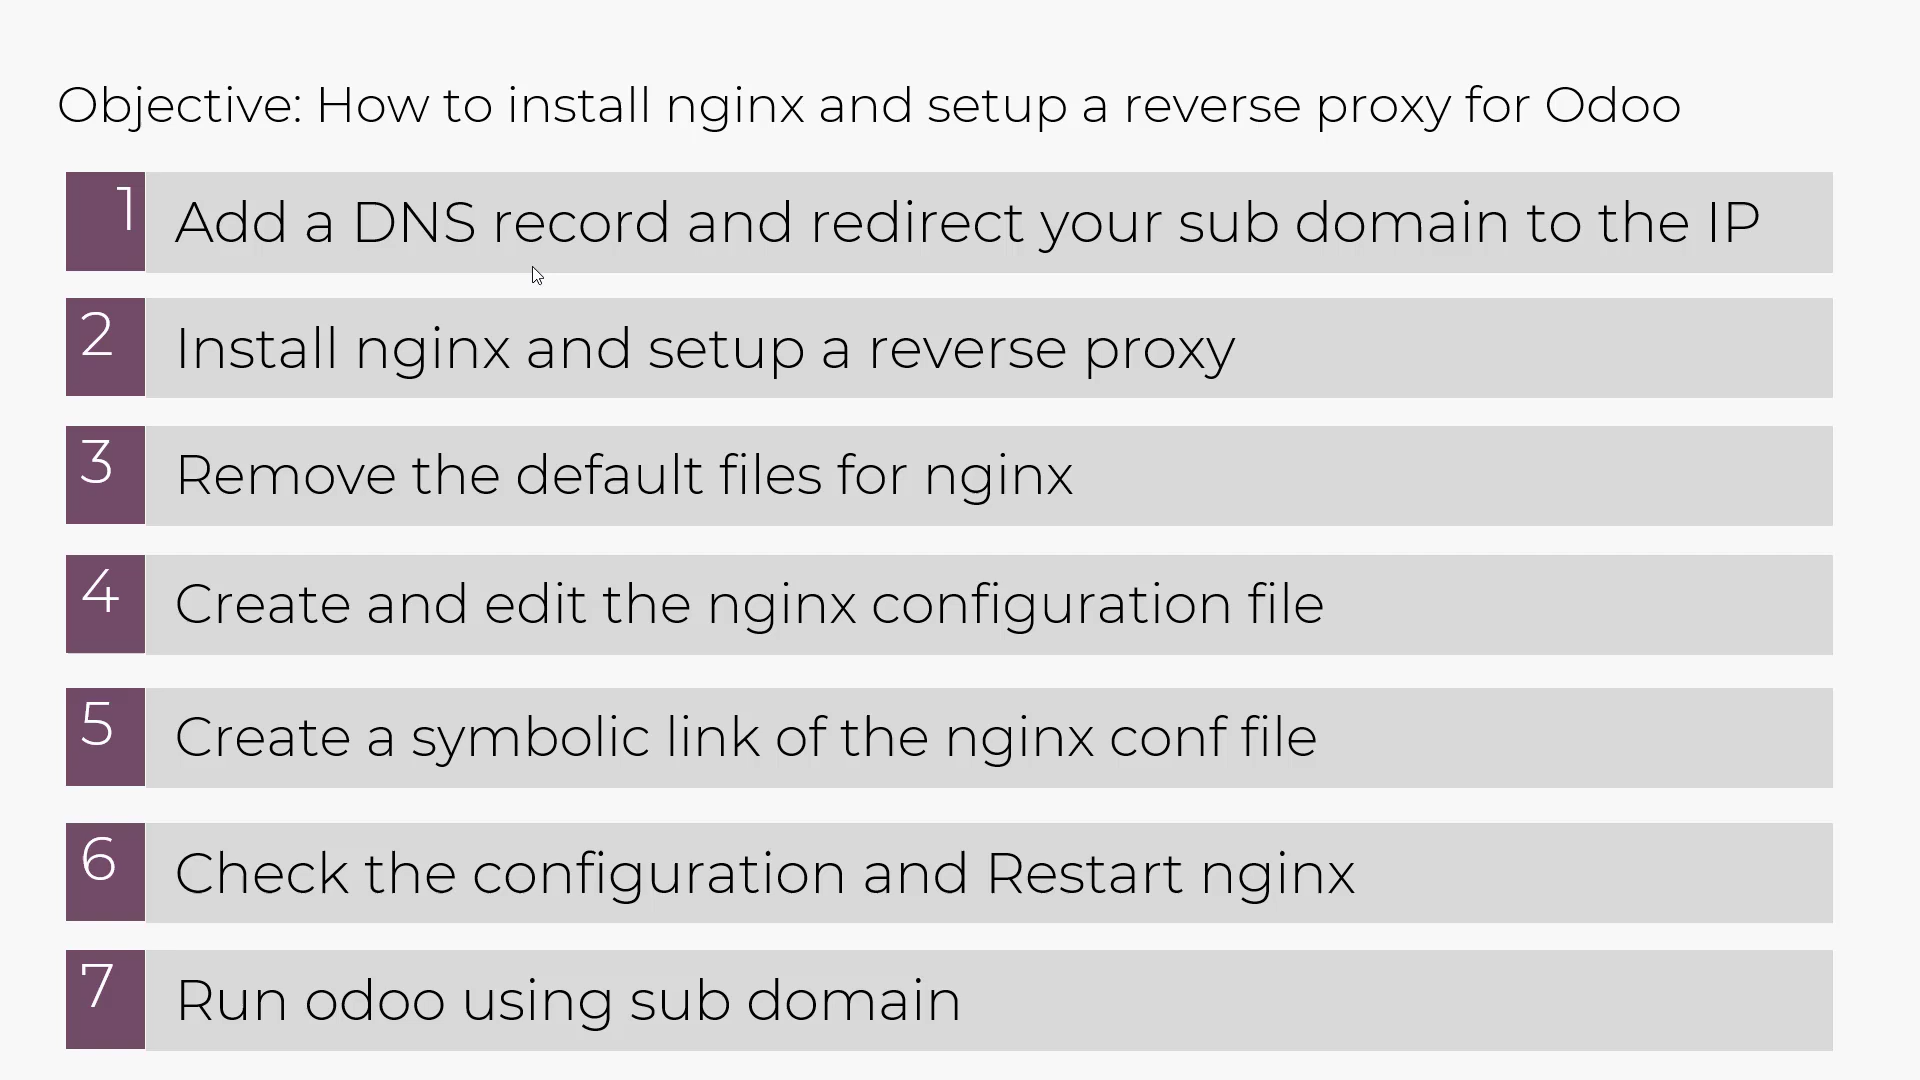 Objective: How to install nginx and setup a reverse proxy for Odoo
1 Add a DNS record and redirect your sub domain to the IP
2 Install nginx and setup a reverse proxy
3 Remove the default files for nginx
4 Create and edit the nginx configuration file
5 Create a symbolic link of the nginx conf file
6 Check the configuration and Restart nginx
7 Run odoo using sub domain